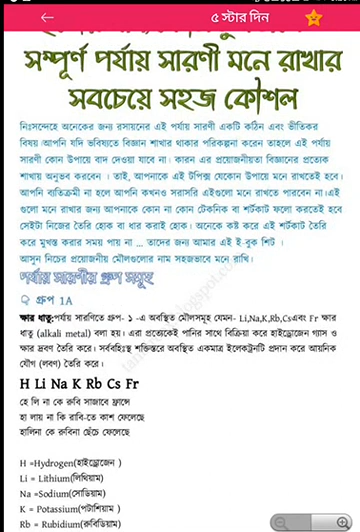 ৫ স্টার দিন
সম্পূর্ণ পর্যায় সারণী মনে রাখার
সবচেয়ে সহজ কৌশল
নিঃসন্দেহে অনেকের জন্য রসায়নের এই পর্যায় সারণী একটি কঠিন এবং ভীতিকর
বিষয়।আপনি যদি ভবিষ্যতে বিজ্ঞান শাখার থাকার পরিকল্পনা করেন তাহলে এই পর্যায়
সারণী কোন উপায়ে বাদ দেওয়া যাবে না। কারন এর প্রয়োজনীয়তা বিজ্ঞানের প্রত্যেক
শাখায় অনুভব করবেন । তাই, আপনাকে এই টপিক্স যেকোন উপায়ে মনে রাখতেই হবে।
আপনি ব্যতিক্রমী না হলে আপনি কখনও সরাসরি এইগুলো মনে রাখতে পারবেন না।এই
গুলো মনে রাখার জন্য আপনাকে কোন না কোন টেকনিক বা শর্টকাট ফলো করতেই হবে
সেইটা নিজের তৈরি হোক বা ধার করাই হোক। অনেকে কষ্ট করে এই শর্টকাট তৈরি
করে মুখস্ত করার সময় পায় না ... তাদের জন্য আমার এই ই-বুক শিট ।
আসুন নিচের প্রয়োজনীয় মৌলগুলোর নাম সহজভাবে মনে রাখি।
পর্যায় সারণীর গ্রুপ সমূহ
গ্রুপ 1A
ক্ষার ধাতু:পর্যায় সারণিতে গ্রুপ- ১ -এ অবস্থিত মৌলসমূহ যেমন- Li,Na,K,Rb,Csএবং Fr ক্ষার
ধাতু (alkali metal) বলা হয়। এরা প্রত্যেকেই পানির সাথে বিক্রিয়া করে হাইড্রোজেন গ্যাস ও
ক্ষার দ্রবণ তৈরি করে। সর্ববহিঃস্থ শক্তিস্তরে অবস্থিত একমাত্র ইলেকট্রনটি প্রদান করে আয়নিক
যৌগ (লবণ) তৈরি করে।
H Li Na K Rb Cs Fr
হে লি না কে রুবি সাজাবে ফ্রান্সে
হা লায় না কি রাবি-তে কাশ ফেলেছে
হালিনা কে রুবিনা ছেঁচে ফেলেছে
H =Hydrogen(হাইড্রোজেন )
Li = Lithium(লিথিয়াম)
Na =Sodium(সোডিয়াম)
K = Potassium(পটাশিয়াম )
Rb = Rubidium(রুবিডিয়াম)